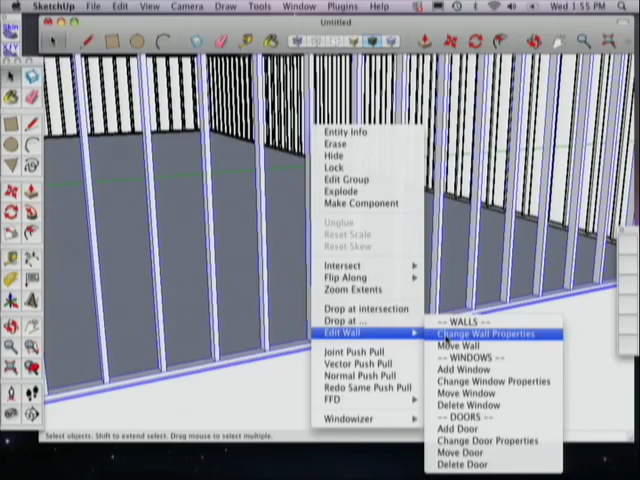 SketchUp File Edit View Camera Draw Tools Window Plugins Help Wed 1:55 PM
Untitled
Entity Info
Erase
Hide
Lock
Edit Group
Explode
Make Component
Unglue
Reset Scale
Reset Skew
Intersect
Flip Along
Zoom Extents
Drop at intersection
Drop at ...
Edit Wall
Joint Push Pull
Vector Push Pull
Normal Push Pull
Redo Same Push Pull
FFD
Windowizer
-- WALLS --
Change Wall Properties
Move Wall
-- WINDOWS --
Add Window
Change Window Properties
Move Window
Delete Window
-- DOORS --
Add Door
Change Door Properties
Move Door
Delete Door
Select objects. Shift to extend select. Drag mouse to select multiple.